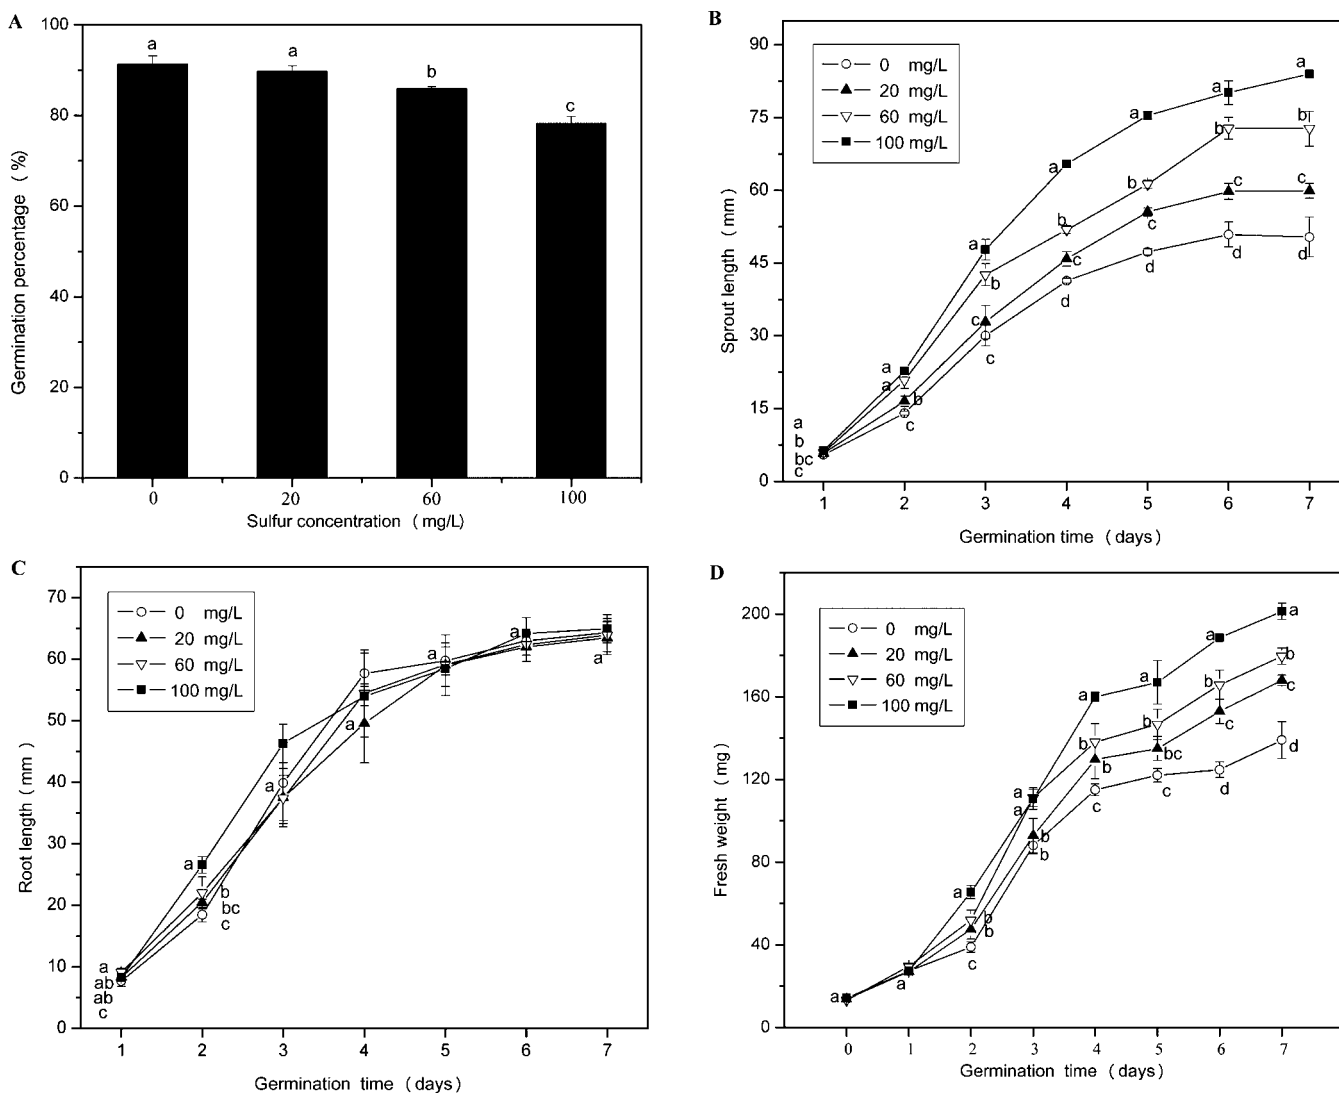 A
100
80
60
40
20
0
Germination percentage (%)
a
a
b
c
0 20 60 100
Sulfur concentration (mg/L)
B
90
75
60
45
30
15
0
Sprout length (mm)
0 mg/L
20 mg/L
60 mg/L
100 mg/L
a
b
bc
c
a
a
b
c
a
b
c
c
a
b
c
d
a
b
c
d
a
b
c
d
a
b
c
d
1 2 3 4 5 6 7
Germination time (days)
C
70
60
50
40
30
20
10
0
Root length (mm)
0 mg/L
20 mg/L
60 mg/L
100 mg/L
a
ab
ab
c
a
b
bc
c
a
a
a
a
a
1 2 3 4 5 6 7
Germination time (days)
D
200
160
120
80
40
0
Fresh weight (mg)
0 mg/L
20 mg/L
60 mg/L
100 mg/L
a
a
a
b
b
c
a
a
b
b
a
b
b
c
a
b
bc
c
a
b
c
d
a
b
c
d
0 1 2 3 4 5 6 7
Germination time (days)